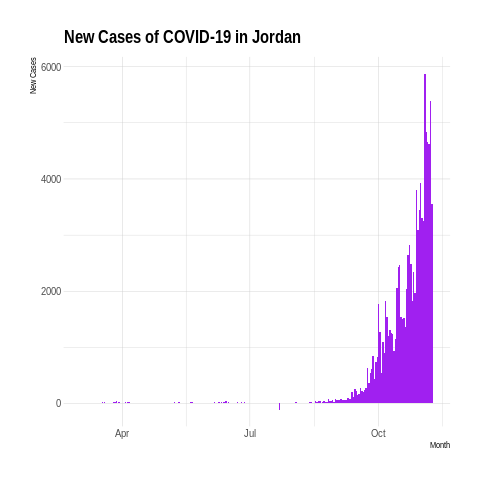 New Cases of COVID-19 in Jordan
New Cases
6000
4000
2000
0
Apr Jul Oct
Month